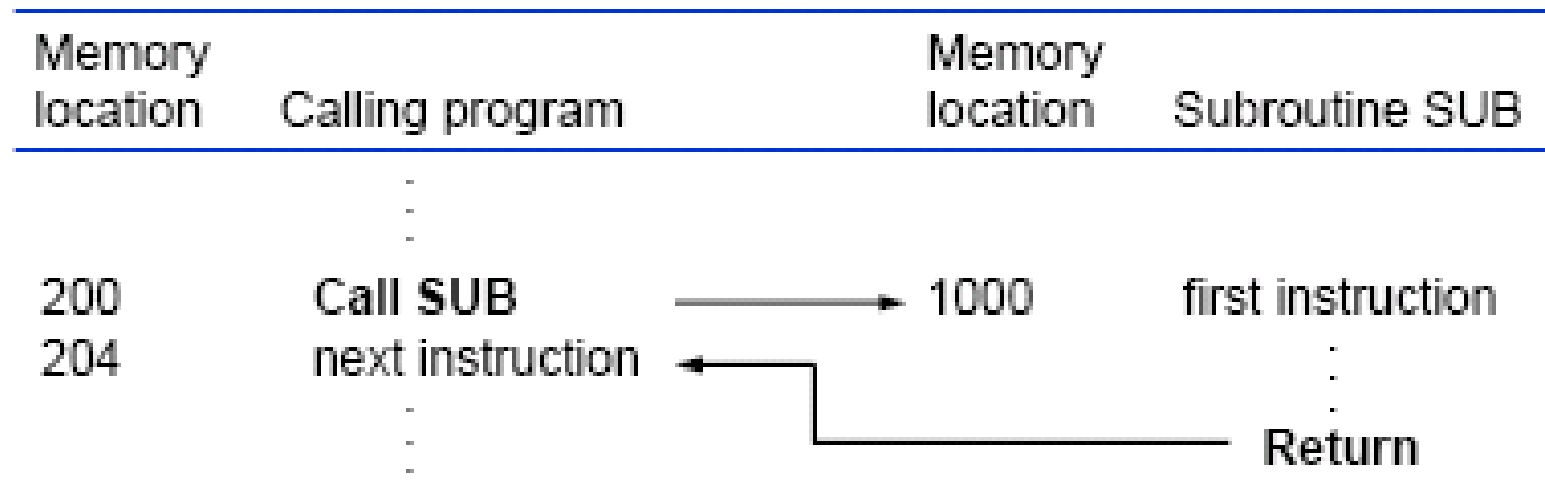 Memory Memory
location Calling program location Subroutine SUB
200 Call SUB 1000 first instruction
204 next instruction
Return